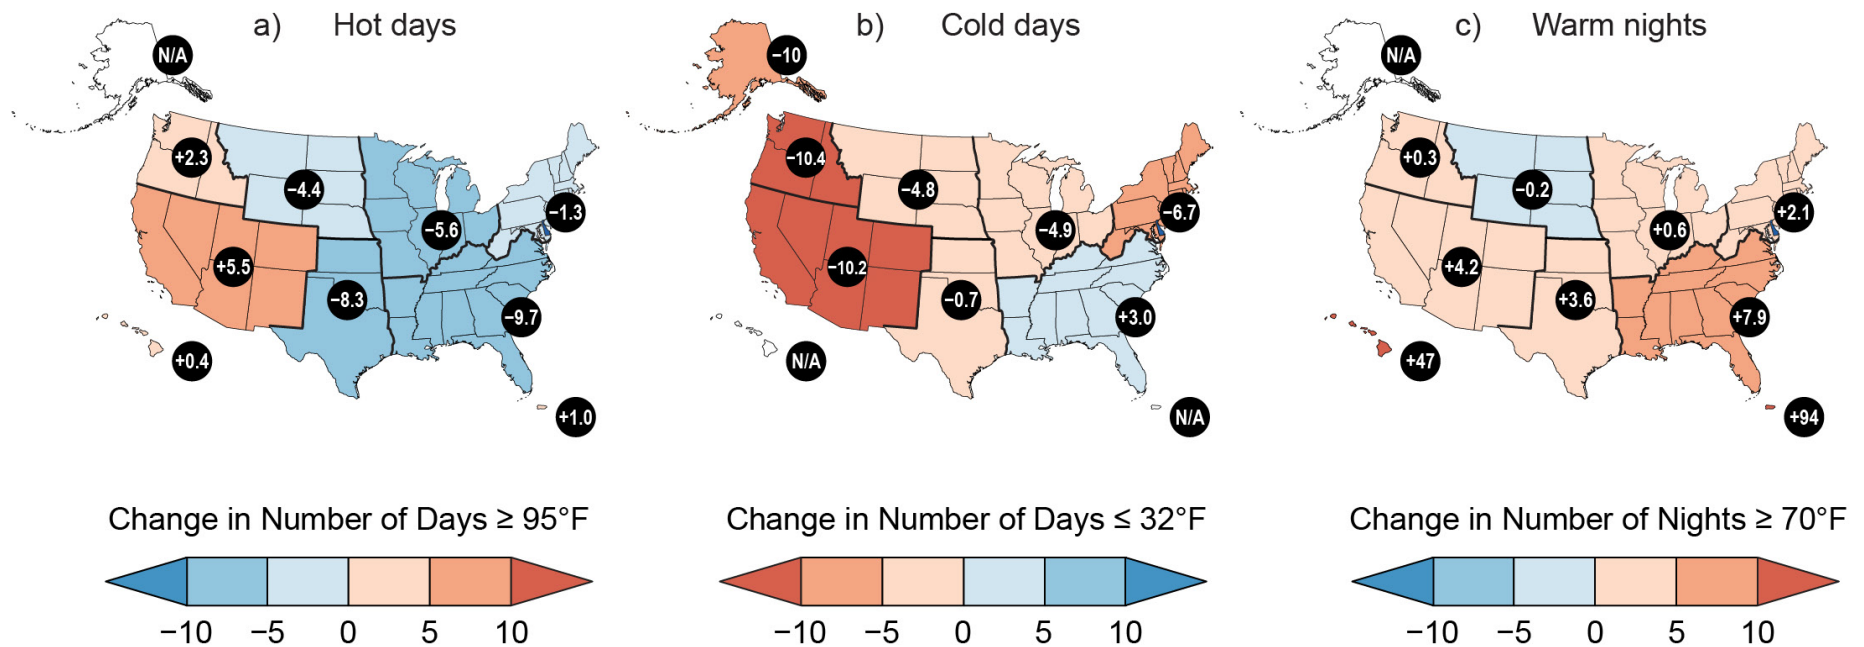 a) Hot days
N/A
+2.3
−4.4
−1.3
−5.6
+5.5
−8.3
−9.7
+0.4
+1.0
Change in Number of Days ≥ 95°F
−10 −5 0 5 10
b) Cold days
−10
−10.4
−4.8
−6.7
−4.9
−10.2
−0.7
+3.0
N/A
N/A
Change in Number of Days ≤ 32°F
−10 −5 0 5 10
c) Warm nights
N/A
+0.3
−0.2
+2.1
+0.6
+4.2
+3.6
+7.9
+47
+94
Change in Number of Nights ≥ 70°F
−10 −5 0 5 10